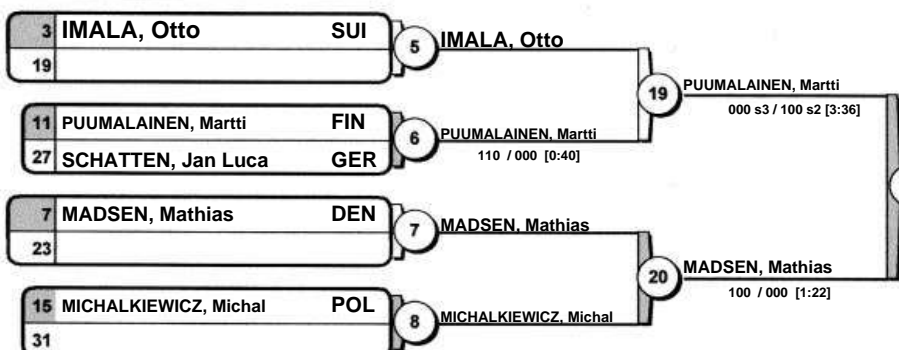 3 IMALA, Otto SUI
19
5 IMALA, Otto
11 PUUMALAINEN, Martti FIN
27 SCHATTEN, Jan Luca GER
6 PUUMALAINEN, Martti
110 / 000 [0:40]
19 PUUMALAINEN, Martti
000 s3 / 100 s2 [3:36]
7 MADSEN, Mathias DEN
23
7 MADSEN, Mathias
15 MICHALKIEWICZ, Michal POL
31
8 MICHALKIEWICZ, Michal
20 MADSEN, Mathias
100 / 000 [1:22]